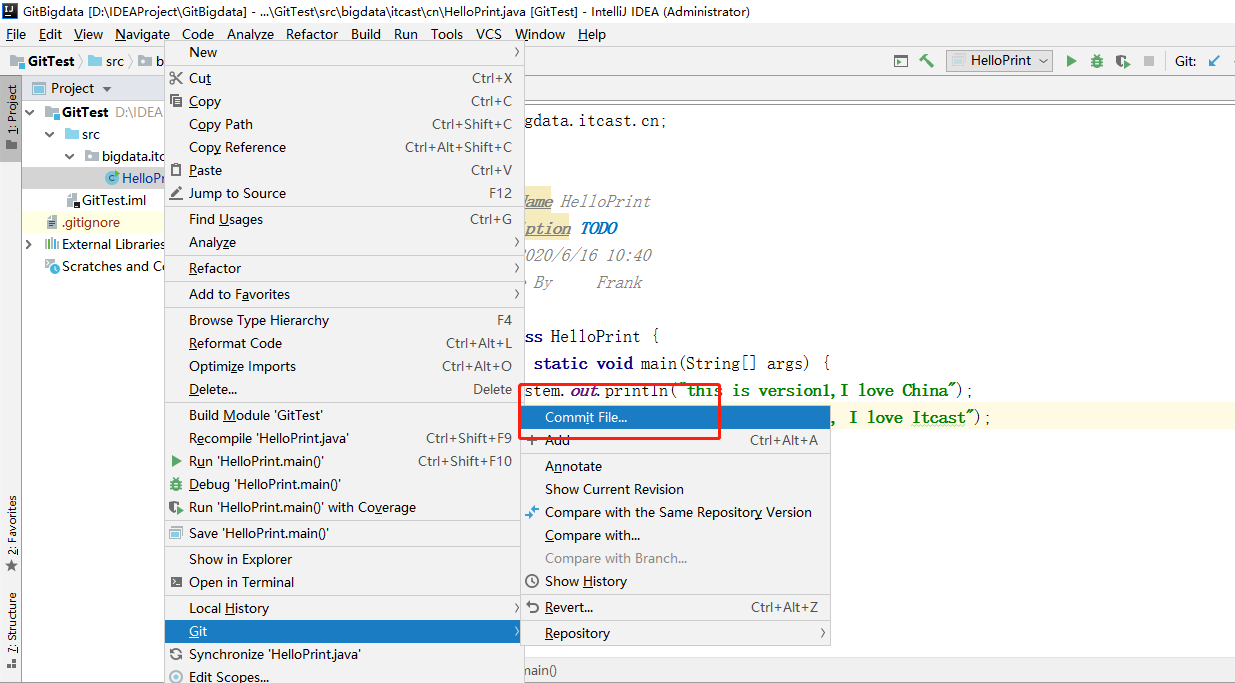 GitBigdata [D:\IDEAProject\GitBigdata] - ...\GitTest\src\bigdata\itcast\cn\HelloPrint.java [GitTest] - IntelliJ IDEA (Administrator)
File Edit View Navigate Code Analyze Refactor Build Run Tools VCS Window Help
GitTest src b
HelloPrint Git:
1: Project
Project
GitTest D:\IDEA
src
bigdata.itc
HelloPr
GitTest.iml
.gitignore
External Libraries
Scratches and Co
2: Favorites
7: Structure
New
Cut Ctrl+X
Copy Ctrl+C
Copy Path Ctrl+Shift+C
Copy Reference Ctrl+Alt+Shift+C
Paste Ctrl+V
Jump to Source F12
Find Usages Ctrl+G
Analyze
Refactor
Add to Favorites
Browse Type Hierarchy F4
Reformat Code Ctrl+Alt+L
Optimize Imports Ctrl+Alt+O
Delete... Delete
Build Module 'GitTest'
Recompile 'HelloPrint.java' Ctrl+Shift+F9
Run 'HelloPrint.main()' Ctrl+Shift+F10
Debug 'HelloPrint.main()'
Run 'HelloPrint.main()' with Coverage
Save 'HelloPrint.main()'
Show in Explorer
Open in Terminal
Local History
Git
Synchronize 'HelloPrint.java'
Edit Scopes...
gdata.itcast.cn;
Name HelloPrint
ption TODO
2020/6/16 10:40
By Frank
ss HelloPrint {
static void main(String[] args) {
stem.out.println("this is version1,I love China");
, I love Itcast");
Commit File...
Add Ctrl+Alt+A
Annotate
Show Current Revision
Compare with the Same Repository Version
Compare with...
Compare with Branch...
Show History
Revert... Ctrl+Alt+Z
Repository
main()